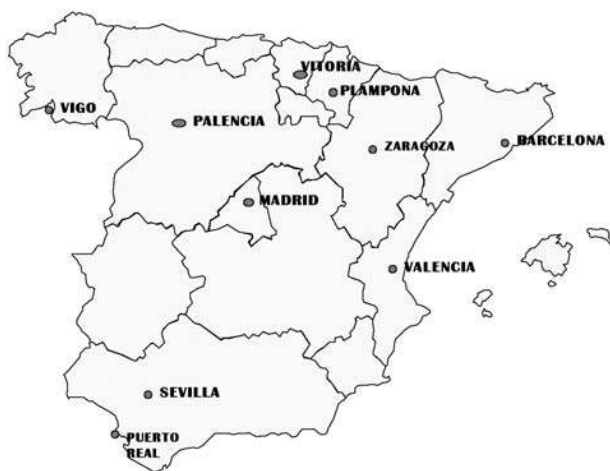 VITORIA
PLAMPONA
VIGO
PALENCIA
ZARAGOZA
BARCELONA
MADRID
VALENCIA
SEVILLA
PUERTO
REAL